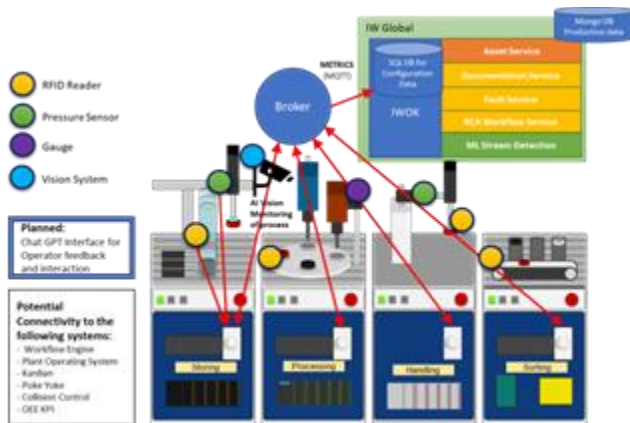 Mongo DB
Production data
IW Global
METRICS
(MQTT)
SQL DB for
Configuration
Data
IWOK
Asset Service
Documentation Service
Fault Service
RCA Workflow Service
ML Stream Detection
Broker
RFID Reader
Pressure Sensor
Gauge
Vision System
AI Vision
Monitoring
of process
Planned:
Chat GPT Interface for
Operator feedback
and interaction
Potential
Connectivity to the
following systems:
- Workflow Engine
- Plant Operating System
- KanBan
- Poke Yoke
- Collision Control
- OEE KPI
Storing
Processing
Handling
Sorting